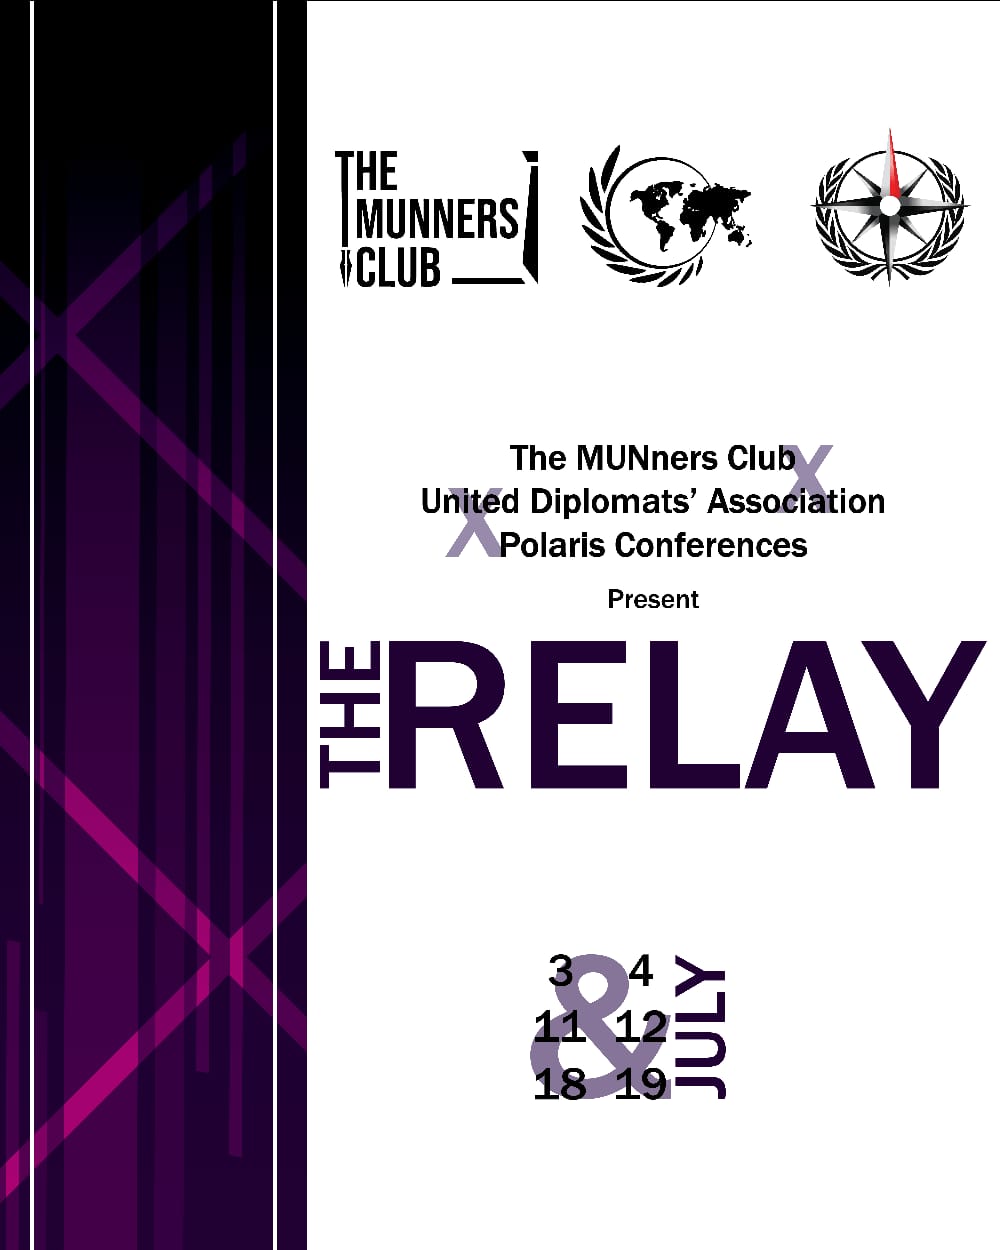 THE
MUNNERS
CLUB
The MUNners Club X
United Diplomats’ Association
X Polaris Conferences
Present
THE RELAY
3 & 4
11 12
18 19
JULY